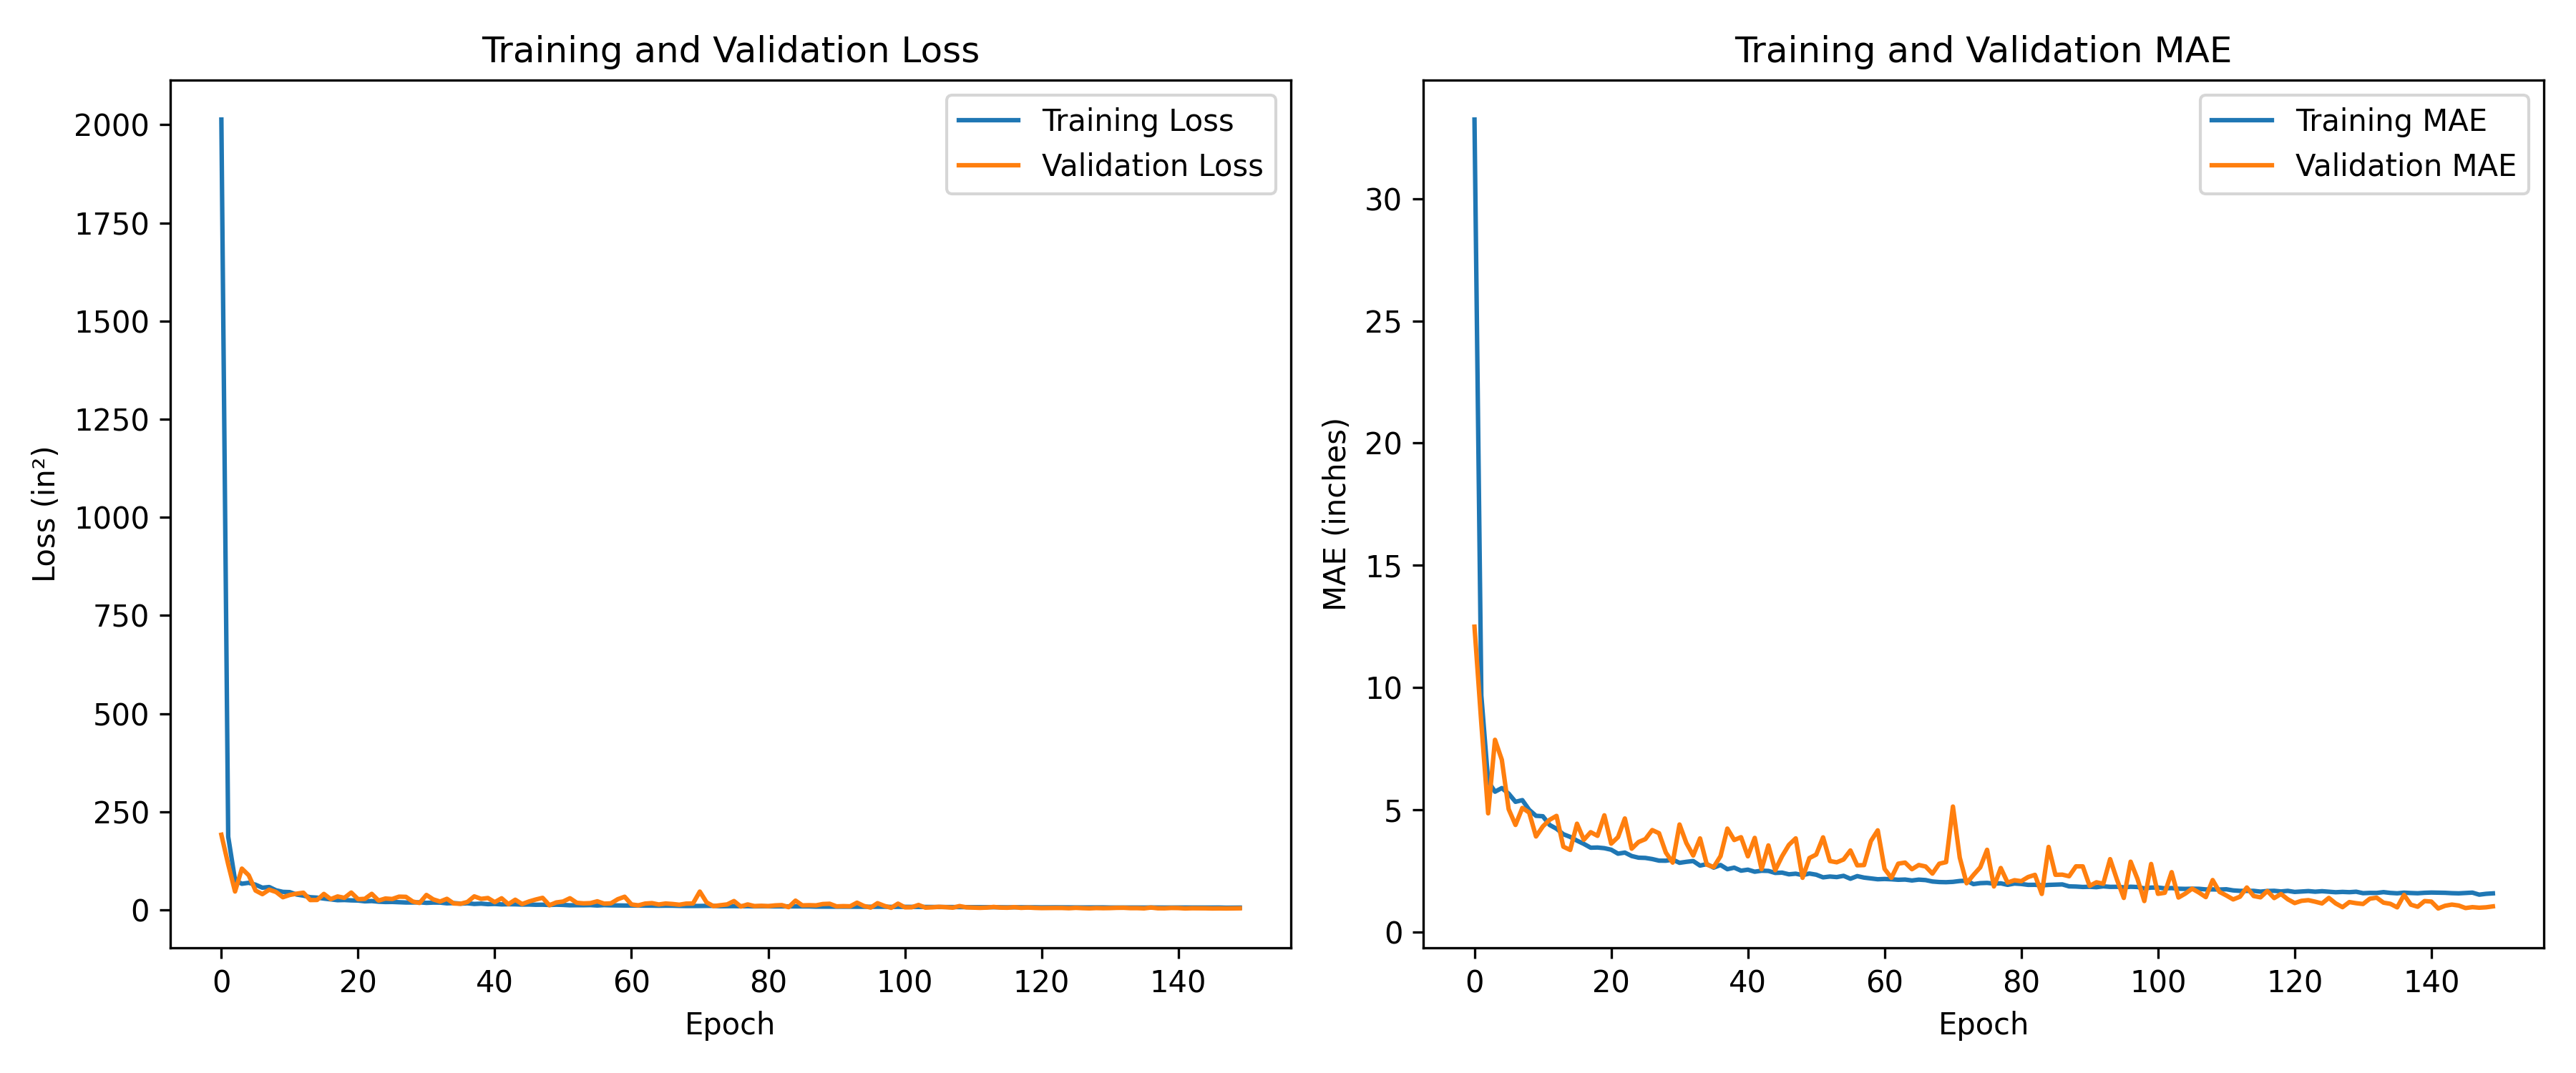 Training and Validation Loss
Training Loss
Validation Loss
2000
1750
1500
1250
1000
750
500
250
0
Loss (in²)
0 20 40 60 80 100 120 140
Epoch
Training and Validation MAE
Training MAE
Validation MAE
30
25
20
15
10
5
0
MAE (inches)
0 20 40 60 80 100 120 140
Epoch